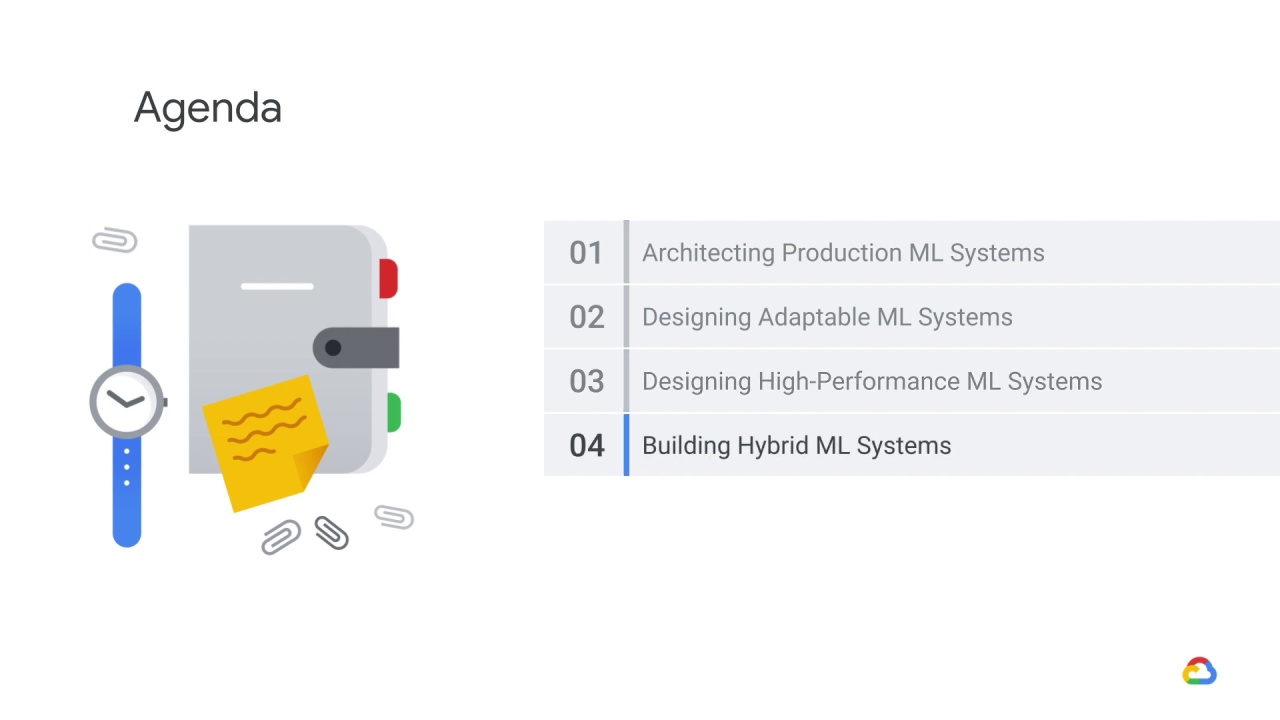 Agenda
01 Architecting Production ML Systems
02 Designing Adaptable ML Systems
03 Designing High-Performance ML Systems
04 Building Hybrid ML Systems